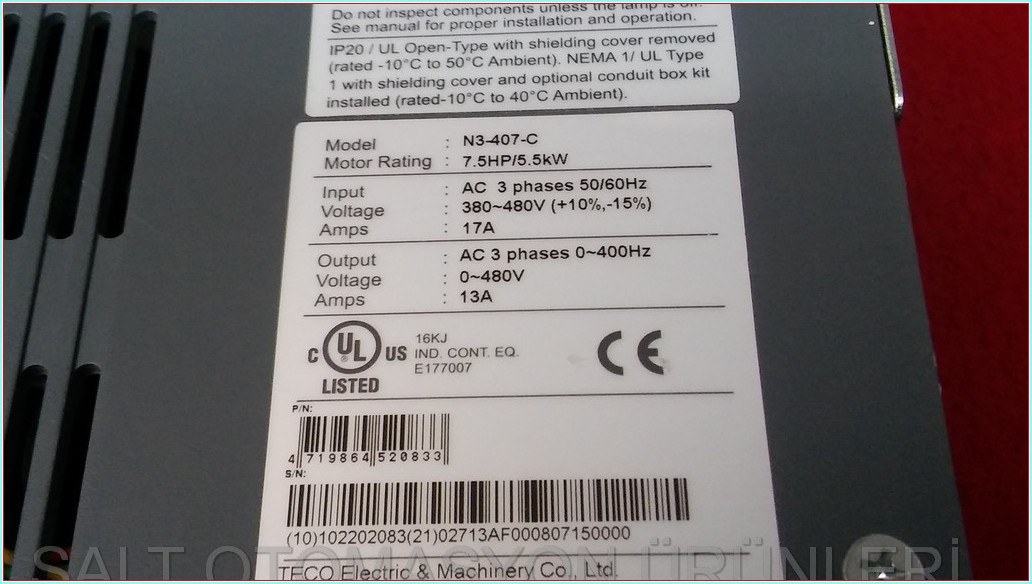 Do not inspect components unless the lamp is off.
See manual for proper installation and operation.
IP20 / UL Open-Type with shielding cover removed
(rated -10°C to 50°C Ambient). NEMA 1/ UL Type
1 with shielding cover and optional conduit box kit
installed (rated-10°C to 40°C Ambient).
Model : N3-407-C
Motor Rating : 7.5HP/5.5kW
Input : AC 3 phases 50/60Hz
Voltage : 380~480V (+10%,-15%)
Amps : 17A
Output : AC 3 phases 0~400Hz
Voltage : 0~480V
Amps : 13A
C UL US
®
LISTED
16KJ
IND. CONT. EQ.
E177007
CE
P/N:
4 719864 520833
S/N:
(10)102202083(21)02713AF000807150000
SALT OTOMASYON ÜRÜNLERİ
TECO Electric & Machinery Co., Ltd.